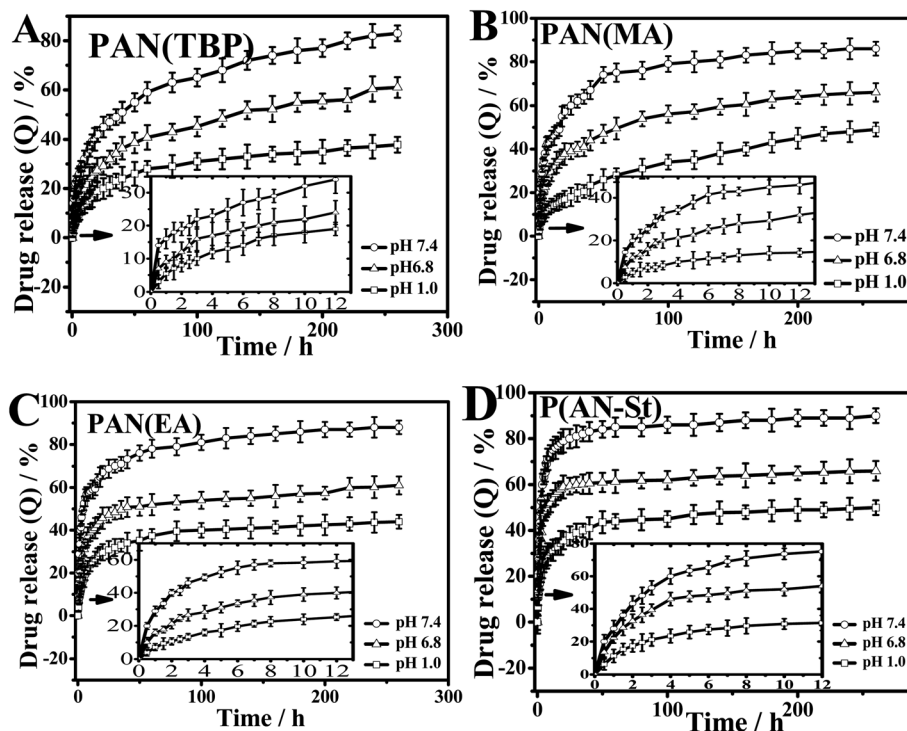 A
PAN(TBP)
Drug release (Q) / %
80
60
40
20
0
-20
30
20
10
0
0 2 4 6 8 10 12
pH 7.4
pH6.8
pH 1.0
0 100 200 300
Time / h
B
PAN(MA)
Drug release (Q) / %
100
80
60
40
20
0
-20
40
20
0
0 2 4 6 8 10 12
pH 7.4
pH 6.8
pH 1.0
0 100 200
Time / h
C
PAN(EA)
Drug release (Q) / %
100
80
60
40
20
0
-20
60
40
20
0
0 2 4 6 8 10 12
pH 7.4
pH 6.8
pH 1.0
0 100 200 300
Time / h
D
P(AN-St)
Drug release (Q) / %
100
80
60
40
20
0
-20
60
40
20
0
0 2 4 6 8 10 12
pH 7.4
pH 6.8
pH 1.0
0 100 200
Time / h